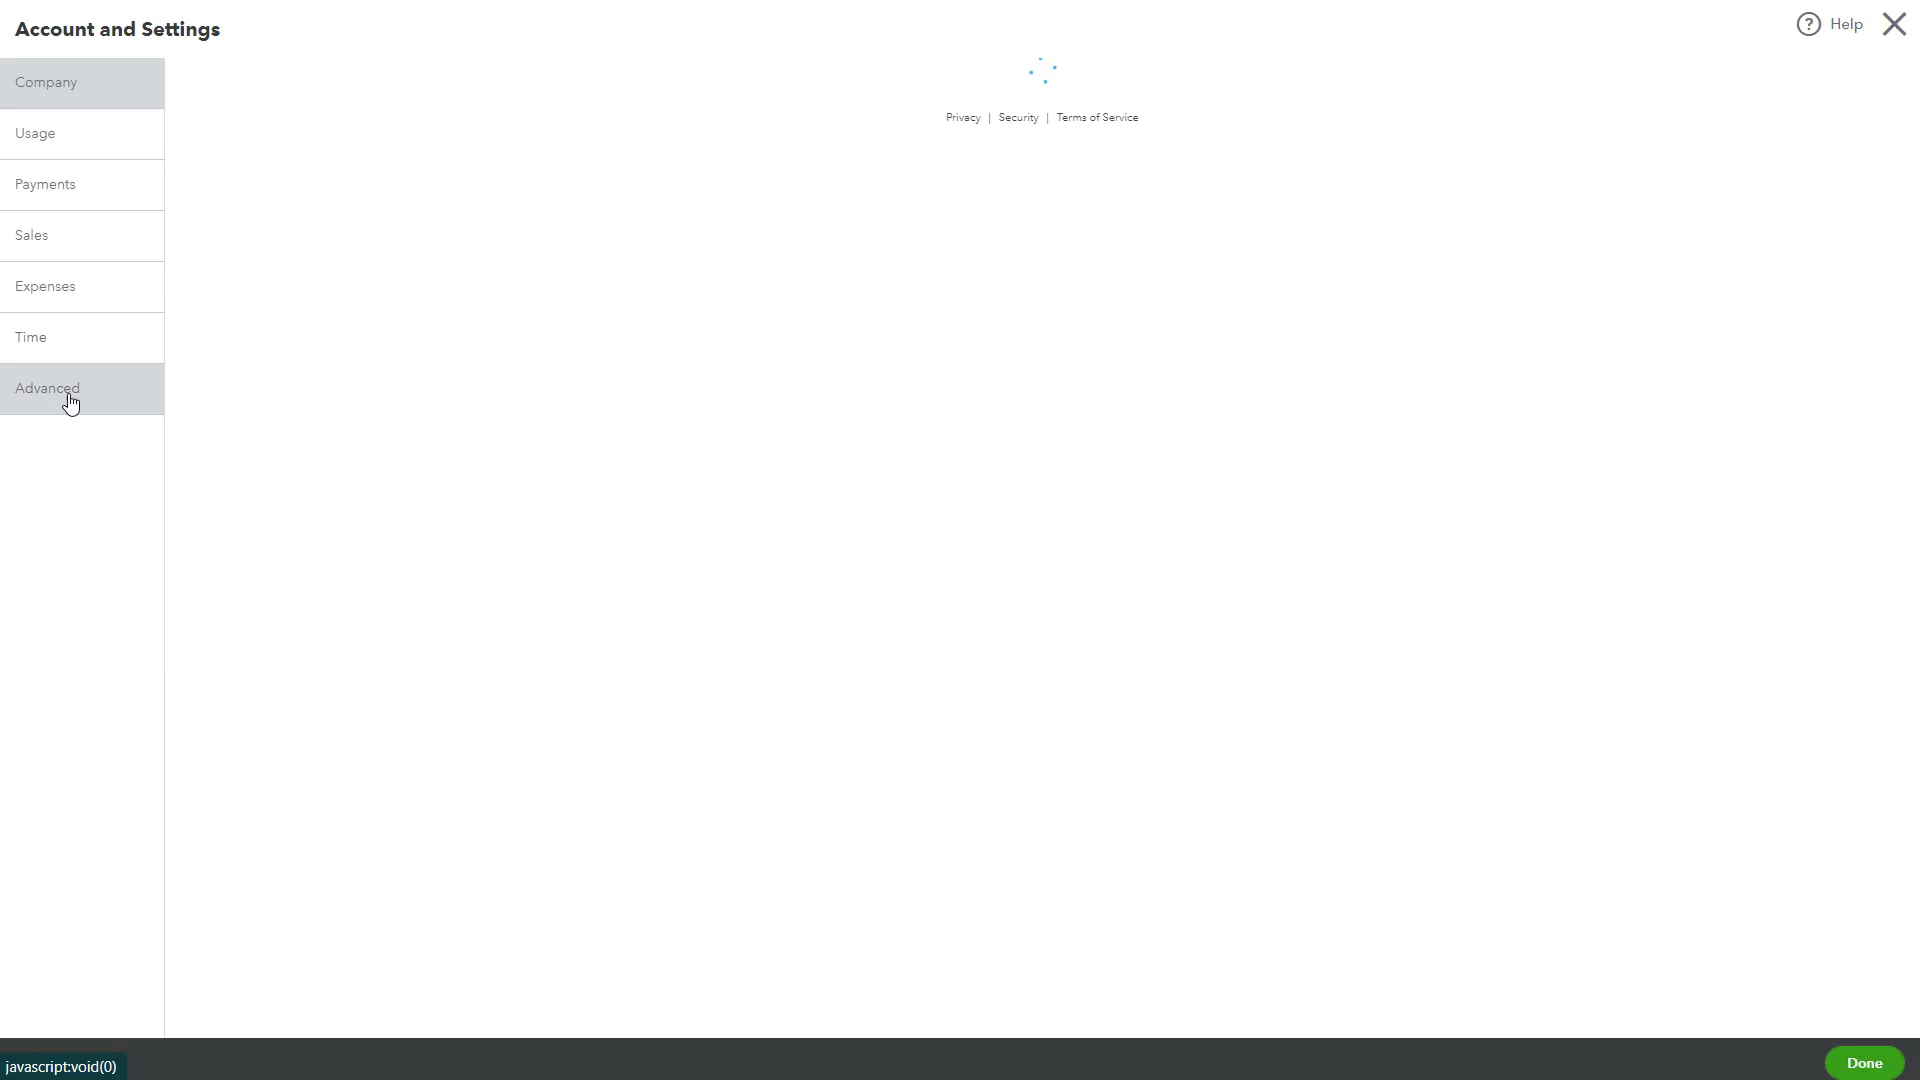 Account and Settings
? Help
Company
Usage
Payments
Sales
Expenses
Time
Advanced
Privacy | Security | Terms of Service
javascript:void(0)
Done